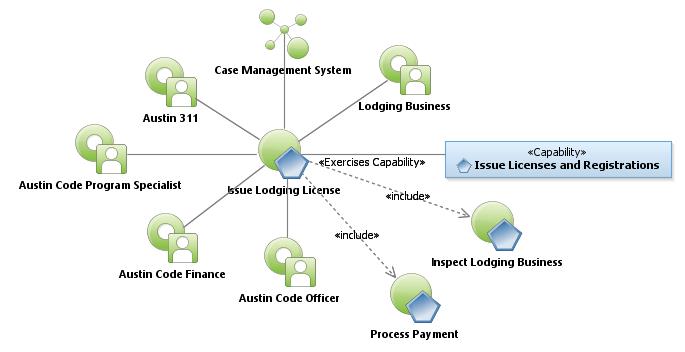 Case Management System
Lodging Business
Austin 311
«Exercises Capability»
«Capability»
Issue Licenses and Registrations
Austin Code Program Specialist
Issue Lodging License
«include»
«include»
Inspect Lodging Business
Austin Code Finance
Austin Code Officer
Process Payment